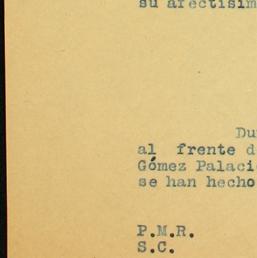 su afectísim
Du
al frente d
Gómez Palaci
se han hecho
P.M.R.
S.C.